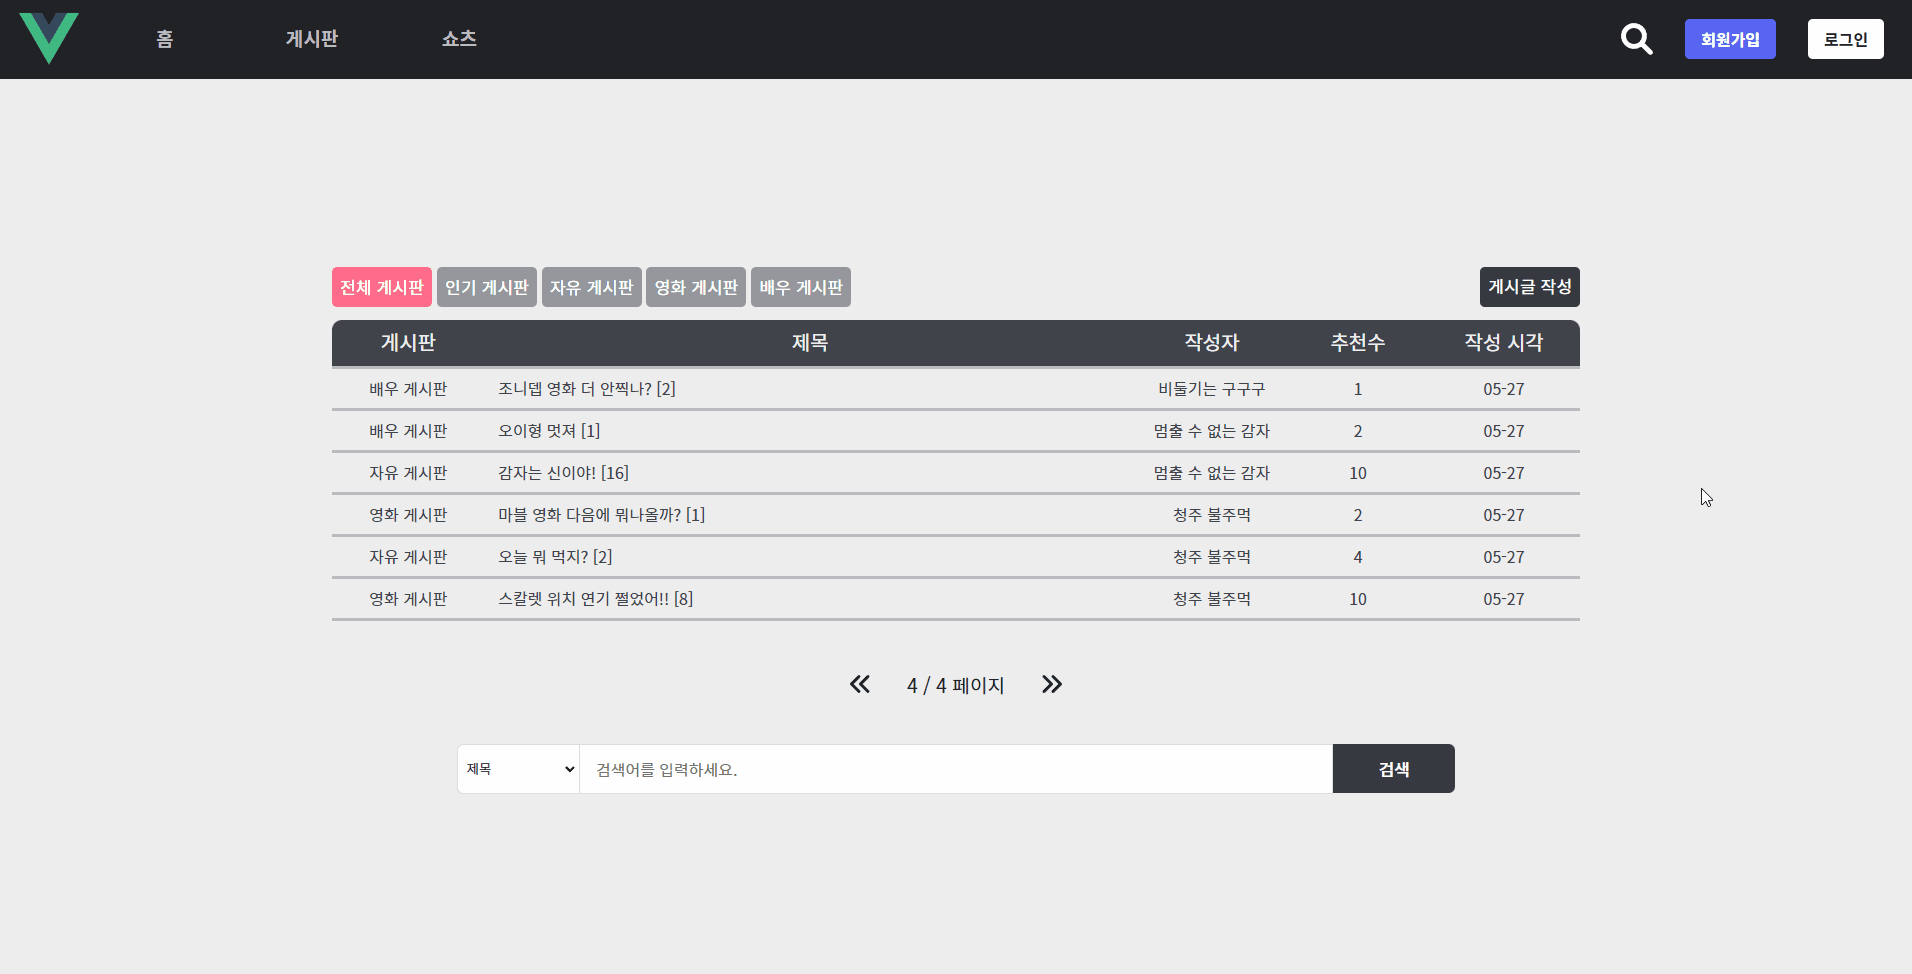 홈 게시판 쇼츠 회원가입 로그인
전체 게시판 인기 게시판 자유 게시판 영화 게시판 배우 게시판 게시글 작성
게시판 제목 작성자 추천수 작성 시각
배우 게시판 조니뎁 영화 더 안찍나? [2] 비둘기는 구구구 1 05-27
배우 게시판 오이형 멋져 [1] 멈출 수 없는 감자 2 05-27
자유 게시판 감자는 신이야! [16] 멈출 수 없는 감자 10 05-27
영화 게시판 마블 영화 다음에 뭐나올까? [1] 청주 불주먹 2 05-27
자유 게시판 오늘 뭐 먹지? [2] 청주 불주먹 4 05-27
영화 게시판 스칼렛 위치 연기 쩔었어!! [8] 청주 불주먹 10 05-27
4 / 4 페이지
제목 검색어를 입력하세요. 검색